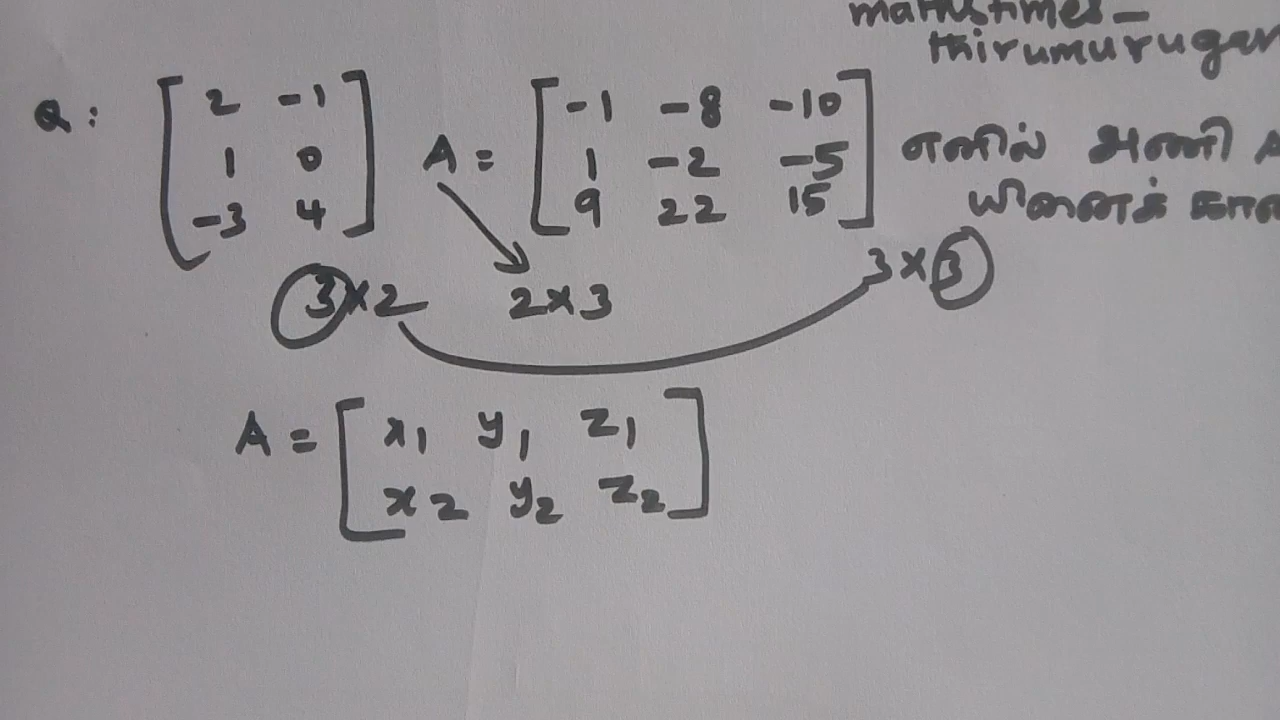 mathstimes-
thirumurugan
Q: [ 2 -1 ] A = [ -1 -8 -10 ] எனில் அணி A
[ 1 0 ] [ 1 -2 -5 ] யினைக்
[ -3 4 ] [ 9 22 15 ]
3×2 2×3 3×3
A = [ x1 y1 z1 ]
[ x2 y2 z2 ]